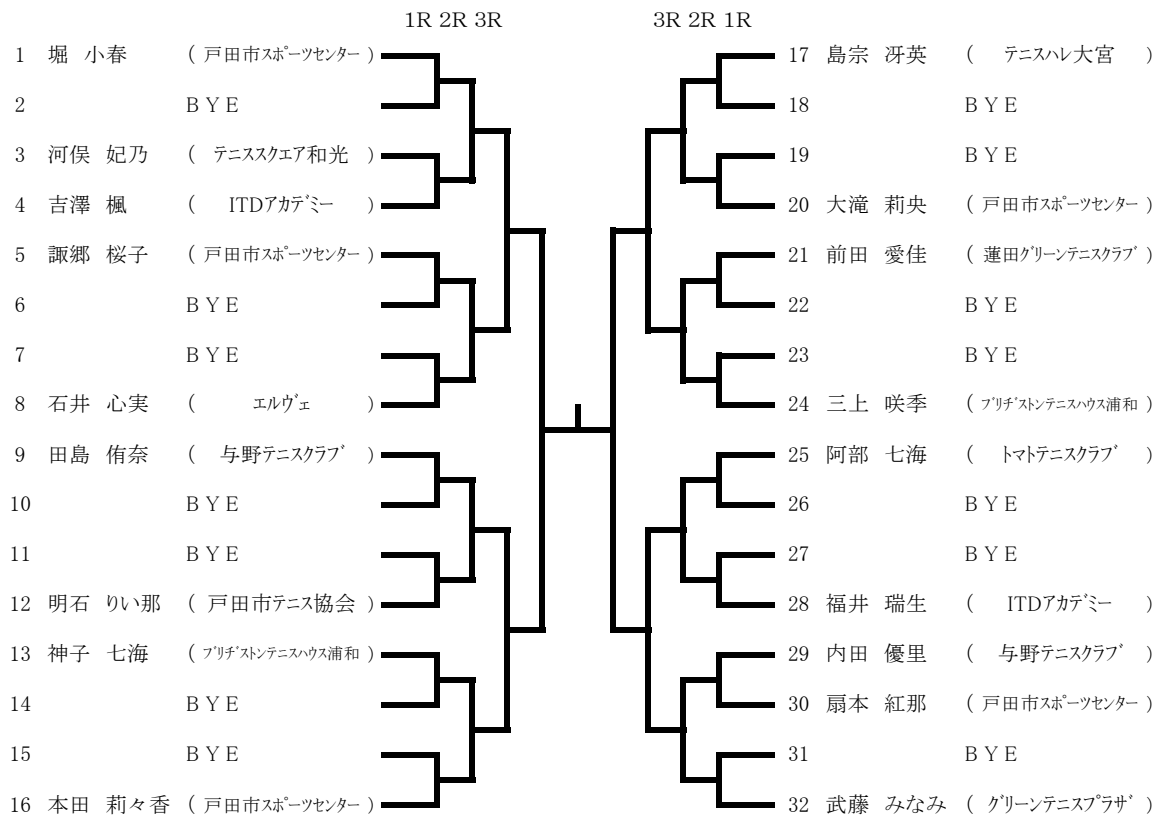 1R 2R 3R
1 堀 小春 ( 戸田市スポーツセンター )
2 ＢＹＥ
3 河俣 妃乃 ( テニススクエア和光 )
4 吉澤 楓 ( ITDアカデミー )
5 諏郷 桜子 ( 戸田市スポーツセンター )
6 ＢＹＥ
7 ＢＹＥ
8 石井 心実 ( エルヴェ )
9 田島 侑奈 ( 与野テニスクラブ )
10 ＢＹＥ
11 ＢＹＥ
12 明石 りい那 ( 戸田市テニス協会 )
13 神子 七海 ( ブリヂストンテニスハウス浦和 )
14 ＢＹＥ
15 ＢＹＥ
16 本田 莉々香 ( 戸田市スポーツセンター )
3R 2R 1R
17 島宗 冴英 ( テニスハレ大宮 )
18 ＢＹＥ
19 ＢＹＥ
20 大滝 莉央 ( 戸田市スポーツセンター )
21 前田 愛佳 ( 蓮田グリーンテニスクラブ )
22 ＢＹＥ
23 ＢＹＥ
24 三上 咲季 ( ブリヂストンテニスハウス浦和 )
25 阿部 七海 ( トマトテニスクラブ )
26 ＢＹＥ
27 ＢＹＥ
28 福井 瑞生 ( ITDアカデミー )
29 内田 優里 ( 与野テニスクラブ )
30 扇本 紅那 ( 戸田市スポーツセンター )
31 ＢＹＥ
32 武藤 みなみ ( グリーンテニスプラザ )